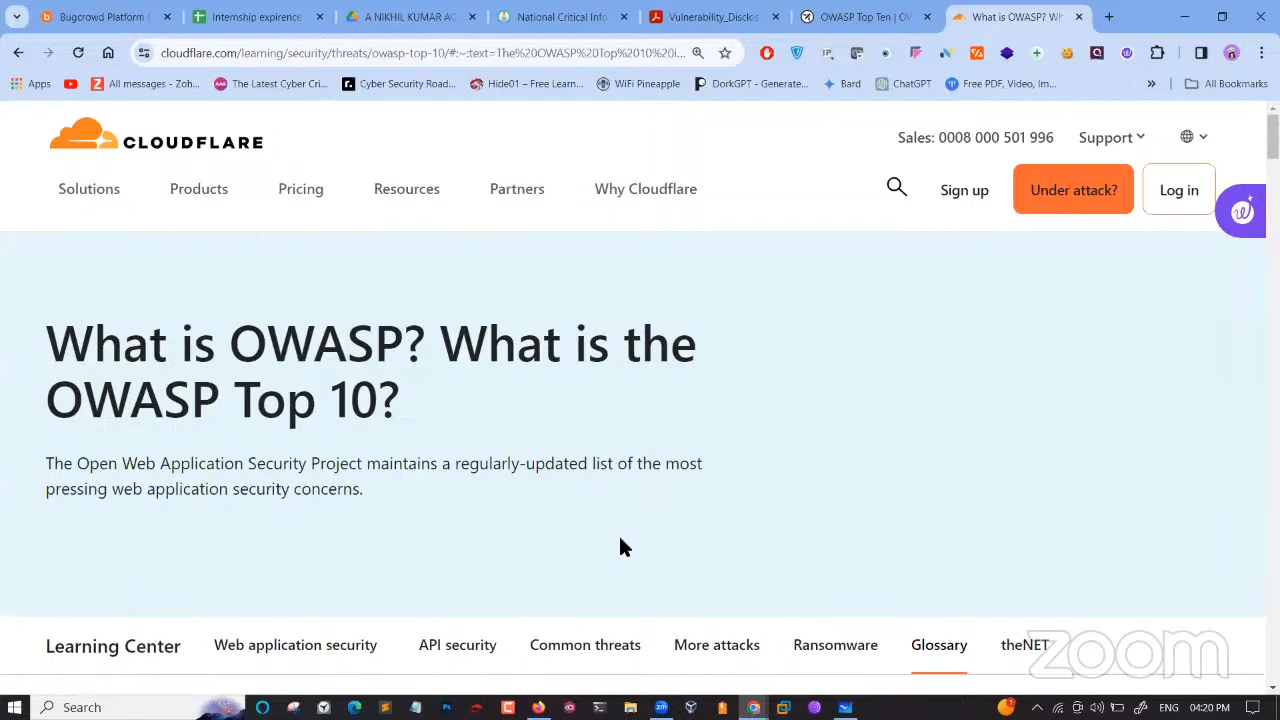 Bugcrowd Platform C
Internship expirence
A NIKHIL KUMAR AC
National Critical Info
Vulnerability_Disclos
OWASP Ten | O
What is OWASP? Wh
cloudflare.com/learning/security/threats/owasp-top-10/#:~:text=The%20OWASP%20Top%2010%20i...
Apps
All messages - Zoh...
The Latest Cyber Cri...
Cyber Security Road...
Hide01 - Free Learn...
WiFi Pineapple
DorkGPT - Generate...
Bard
ChatGPT
Free PDF, Video, Im...
»
All Bookmarks
CLOUDFLARE
Sales: 0008 000 501 996
Support
Solutions
Products
Pricing
Resources
Partners
Why Cloudflare
Sign up
Under attack?
Log in
What is OWASP? What is the
OWASP Top 10?
The Open Web Application Security Project maintains a regularly-updated list of the most
pressing web application security concerns.
Learning Center
Web application security
API security
Common threats
More attacks
Ransomware
Glossary
theNET
zoom
Search
ENG
04:20 PM